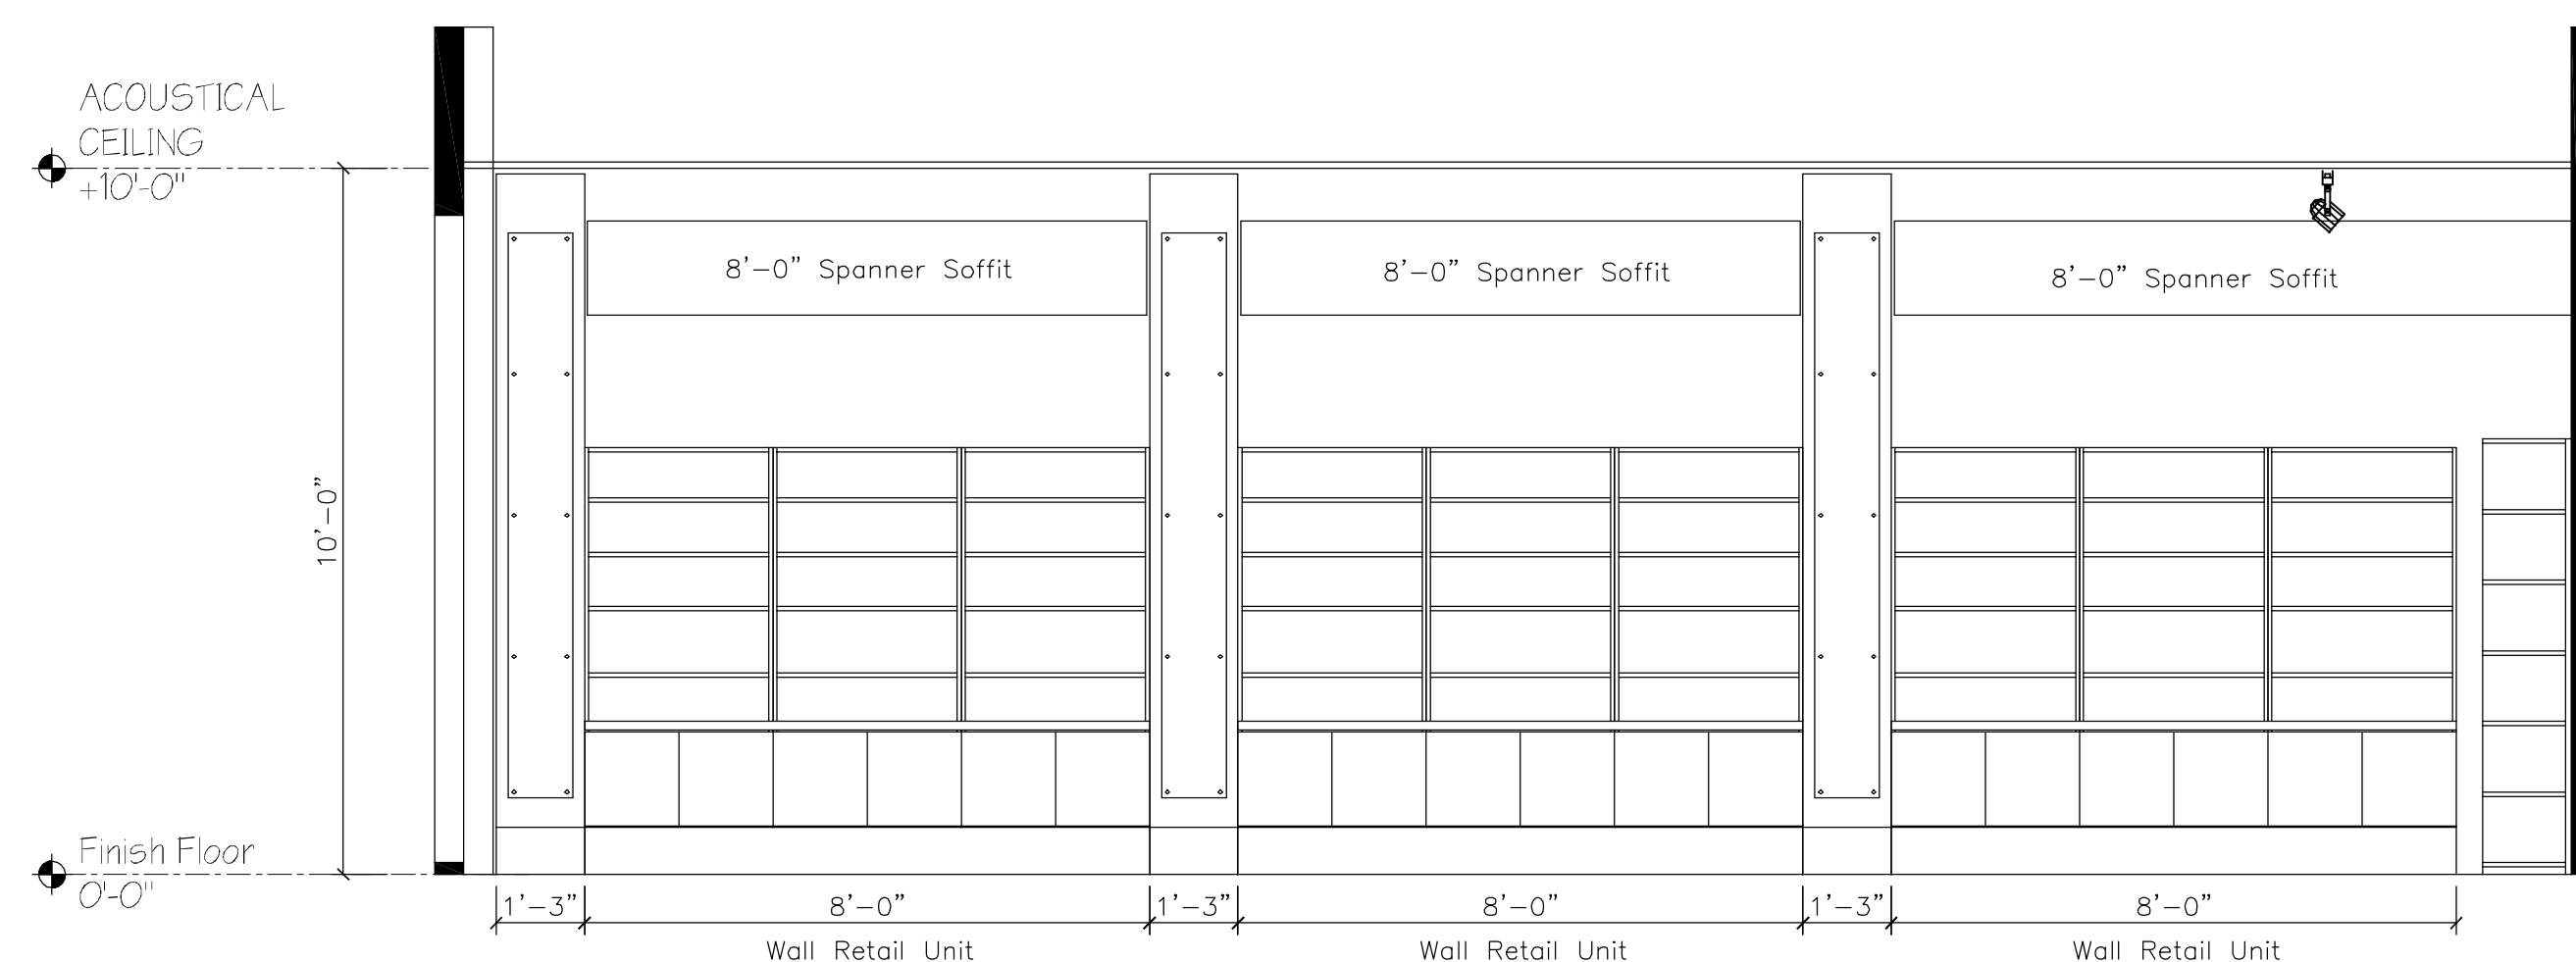 ACOUSTICAL
CEILING
+10'-0"
8'-0" Spanner Soffit
8'-0" Spanner Soffit
8'-0" Spanner Soffit
10'-0"
Finish Floor
0'-0"
1'-3"
8'-0"
1'-3"
8'-0"
1'-3"
8'-0"
Wall Retail Unit
Wall Retail Unit
Wall Retail Unit